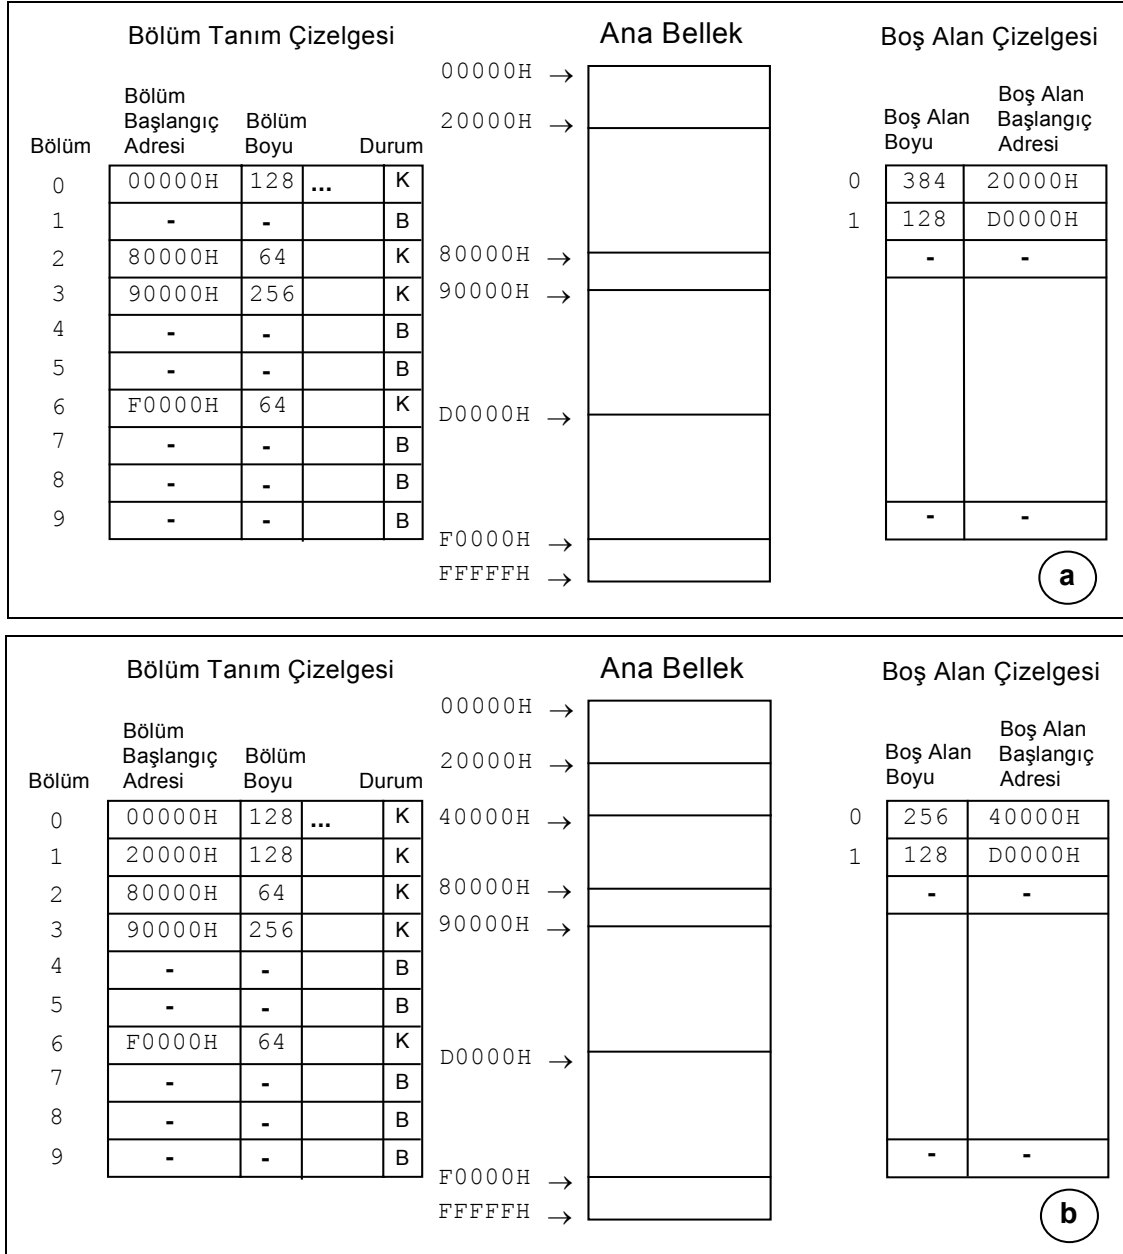 Bölüm Tanım Çizelgesi Ana Bellek Boş Alan Çizelgesi
Bölüm Bölüm Başlangıç Adresi Bölüm Boyu Durum
0 00000H 128 ... K
1 - - B
2 80000H 64 K
3 90000H 256 K
4 - - B
5 - - B
6 F0000H 64 K
7 - - B
8 - - B
9 - - B
00000H →
20000H →
80000H →
90000H →
D0000H →
F0000H →
FFFFFH →
Boş Alan Boyu Boş Alan Başlangıç Adresi
0 384 20000H
1 128 D0000H
- -
- -
a
Bölüm Tanım Çizelgesi Ana Bellek Boş Alan Çizelgesi
Bölüm Bölüm Başlangıç Adresi Bölüm Boyu Durum
0 00000H 128 ... K
1 20000H 128 K
2 80000H 64 K
3 90000H 256 K
4 - - B
5 - - B
6 F0000H 64 K
7 - - B
8 - - B
9 - - B
00000H →
20000H →
40000H →
80000H →
90000H →
D0000H →
F0000H →
FFFFFH →
Boş Alan Boyu Boş Alan Başlangıç Adresi
0 256 40000H
1 128 D0000H
- -
- -
b